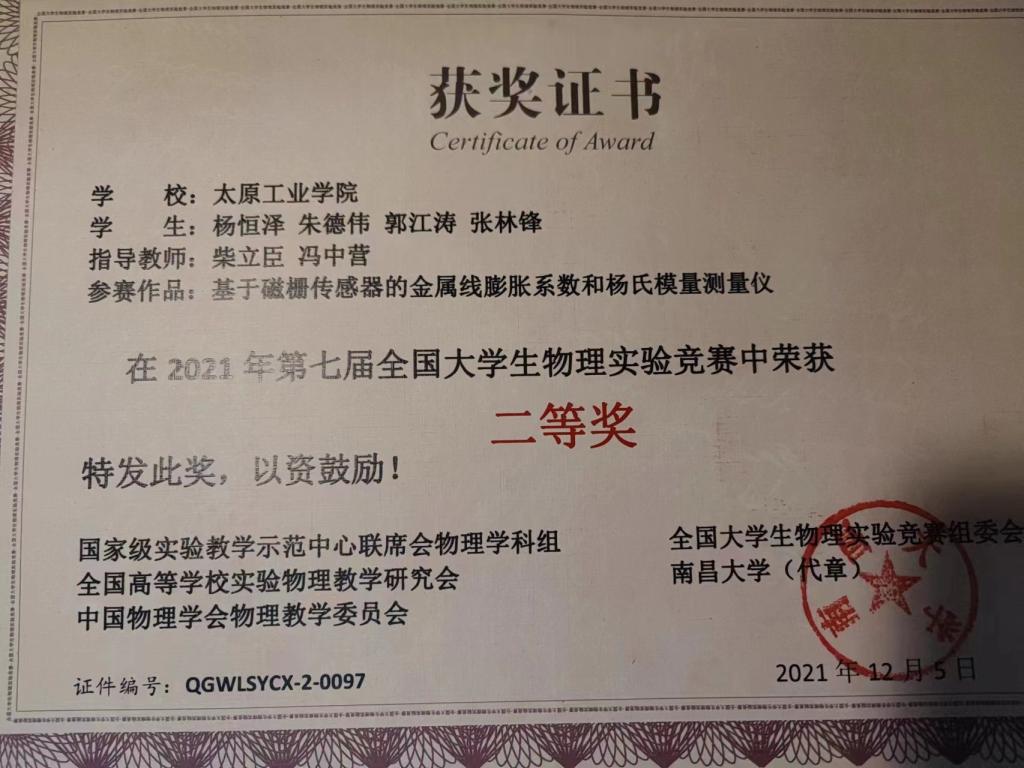 获奖证书
Certificate of Award
学 校：太原工业学院
学 生：杨恒泽 朱德伟 郭江涛 张林锋
指导教师：柴立臣 冯中营
参赛作品：基于磁栅传感器的金属线膨胀系数和杨氏模量测量仪
在 2021 年第七届全国大学生物理实验竞赛中荣获
二等奖
特发此奖，以资鼓励！
国家级实验教学示范中心联席会物理学科组
全国高等学校实验物理教学研究会
中国物理学会物理教学委员会
全国大学生物理实验竞赛组委会
南昌大学（代章）
南昌大学
2021 年 12 月 5 日
证件编号：QGWLSYCX-2-0097